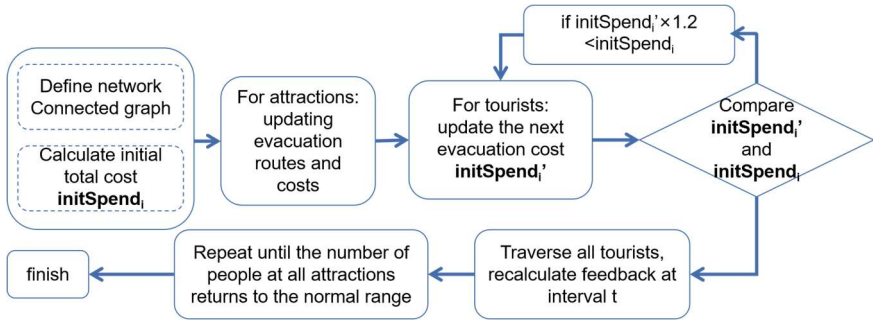 Define network
Connected graph
Calculate initial
total cost
initSpendᵢ
For attractions:
updating
evacuation
routes and
costs
For tourists:
update the next
evacuation cost
initSpendᵢ'
if initSpendᵢ'×1.2
<initSpendᵢ
Compare
initSpendᵢ'
and
initSpendᵢ
Traverse all tourists,
recalculate feedback at
interval t
Repeat until the number of
people at all attractions
returns to the normal range
finish